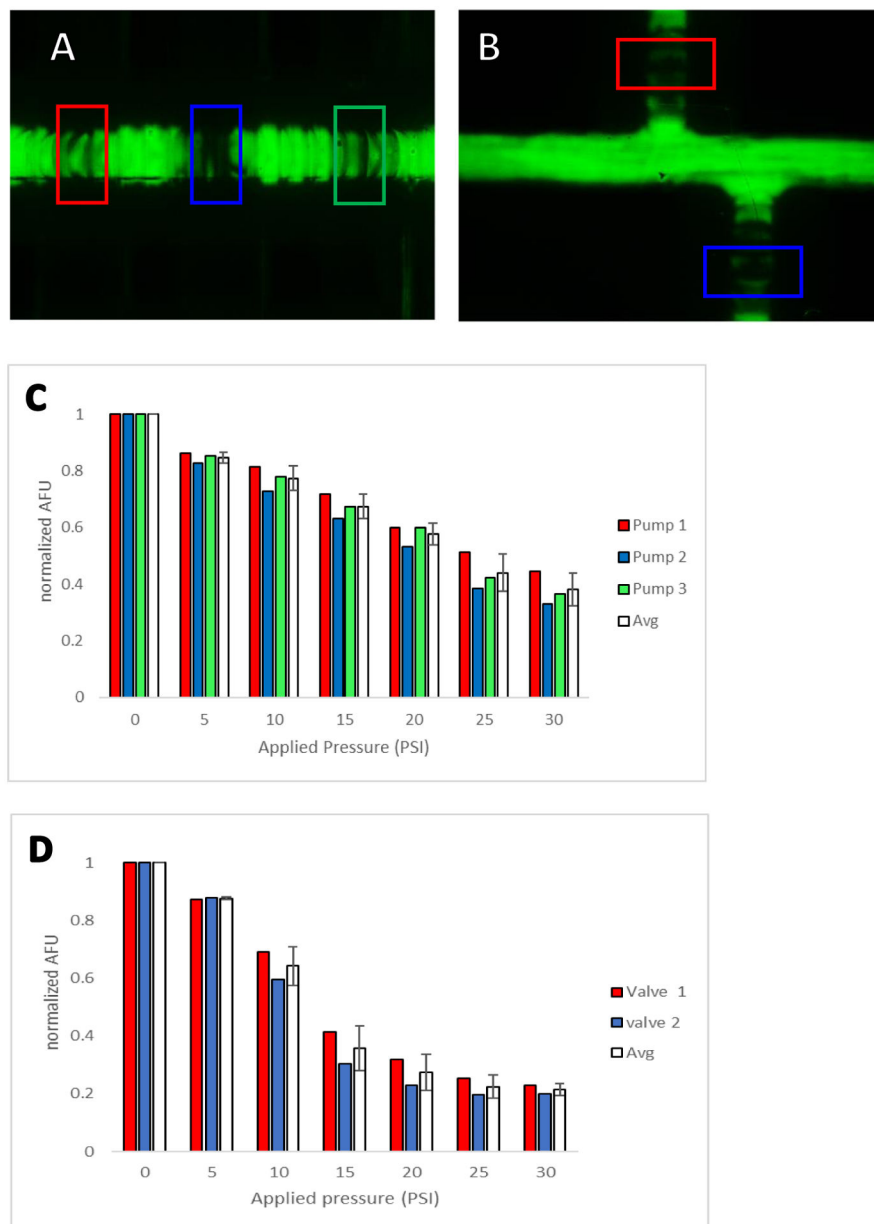 A
B
C
normalized AFU
1
0.8
0.6
0.4
0.2
0
0 5 10 15 20 25 30
Applied Pressure (PSI)
Pump 1
Pump 2
Pump 3
Avg
D
normalized AFU
1
0.8
0.6
0.4
0.2
0
0 5 10 15 20 25 30
Applied pressure (PSI)
Valve 1
valve 2
Avg